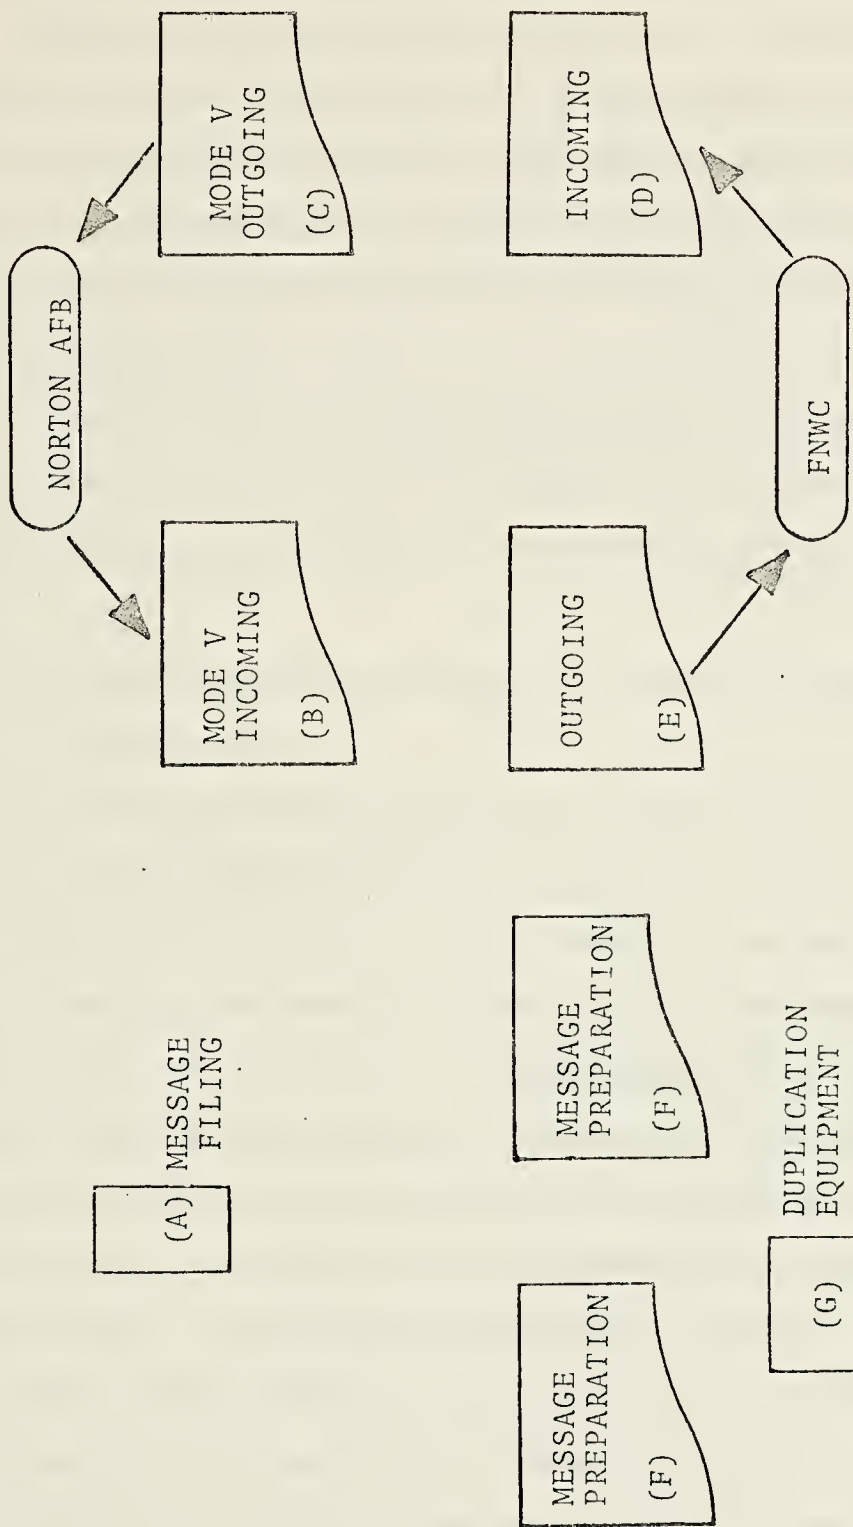 (A) MESSAGE
FILING
NORTON AFB
MODE V
INCOMING
(B)
MODE V
OUTGOING
(C)
MESSAGE
PREPARATION
(F)
MESSAGE
PREPARATION
(F)
OUTGOING
(E)
INCOMING
(D)
(G)
DUPLICATION
EQUIPMENT
FNWC